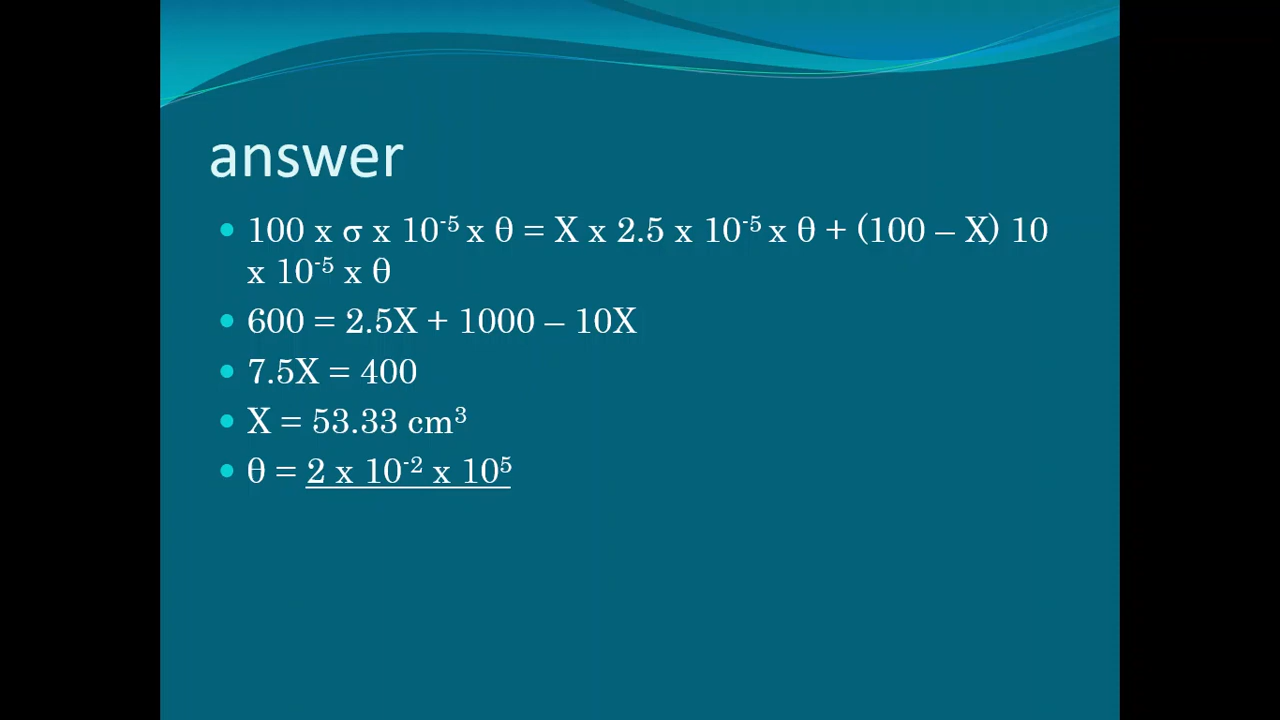 answer
• 100 x σ x 10⁻⁵ x θ = X x 2.5 x 10⁻⁵ x θ + (100 – X) 10
x 10⁻⁵ x θ
• 600 = 2.5X + 1000 – 10X
• 7.5X = 400
• X = 53.33 cm³
• θ = 2 x 10⁻² x 10⁵